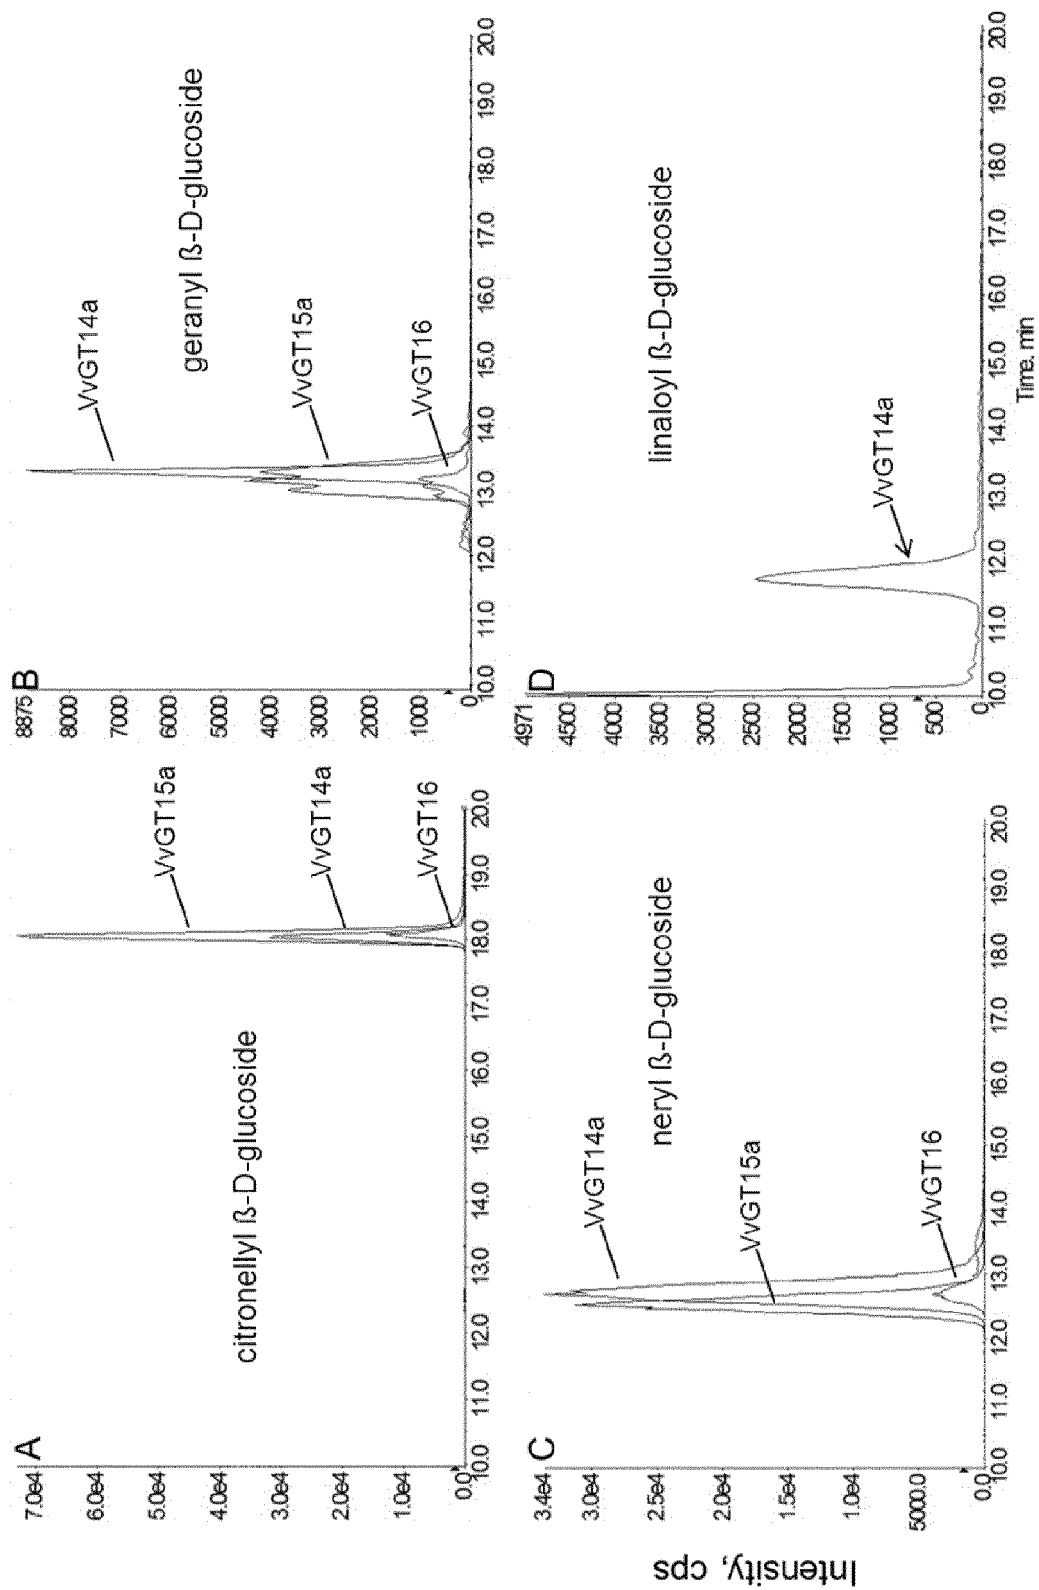 A
7.0e4
6.0e4
5.0e4
4.0e4
3.0e4
2.0e4
1.0e4
0.0
10.0 11.0 12.0 13.0 14.0 15.0 16.0 17.0 18.0 19.0 20.0
citronellyl ß-D-glucoside
VvGT15a
VvGT14a
VvGT16
B
8875
8000
7000
6000
5000
4000
3000
2000
1000
0
10.0 11.0 12.0 13.0 14.0 15.0 16.0 17.0 18.0 19.0 20.0
geranyl ß-D-glucoside
VvGT14a
VvGT15a
VvGT16
C
3.4e4
3.0e4
2.5e4
2.0e4
1.5e4
1.0e4
5000.0
0.0
10.0 11.0 12.0 13.0 14.0 15.0 16.0 17.0 18.0 19.0 20.0
neryl ß-D-glucoside
VvGT14a
VvGT15a
VvGT16
Intensity, cps
D
4971
4500
4000
3500
3000
2500
2000
1500
1000
500
0
10.0 11.0 12.0 13.0 14.0 15.0 16.0 17.0 18.0 19.0 20.0
linaloyl ß-D-glucoside
VvGT14a
Time, min